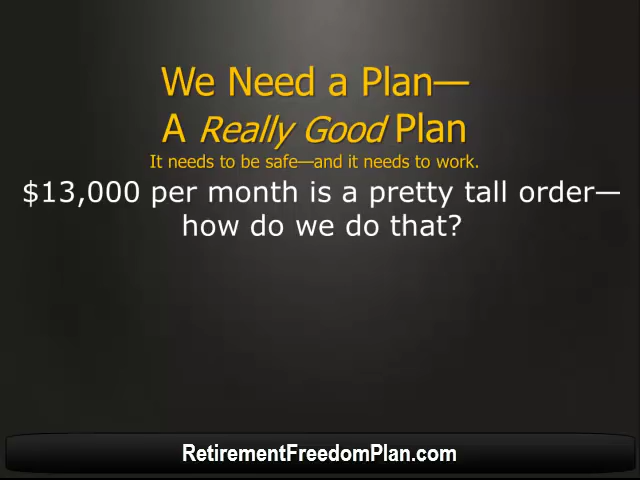 We Need a Plan—
A Really Good Plan
It needs to be safe—and it needs to work.
$13,000 per month is a pretty tall order—
how do we do that?
RetirementFreedomPlan.com